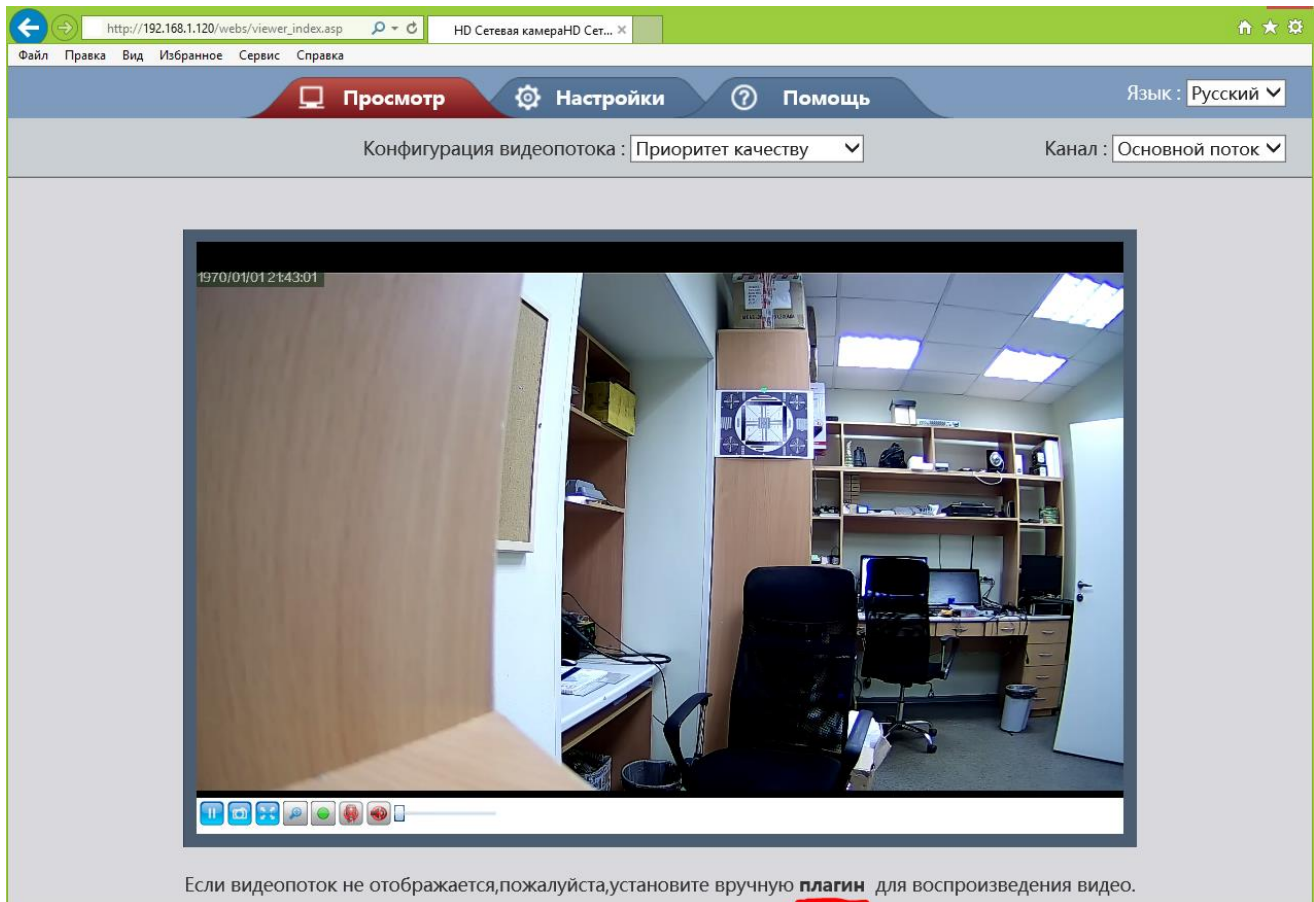 http://192.168.1.120/webs/viewer_index.asp
HD Сетевая камераHD Сет...
Файл Правка Вид Избранное Сервис Справка
Просмотр Настройки Помощь Язык : Русский
Конфигурация видеопотока : Приоритет качеству Канал : Основной поток
1970/01/01 21:43:01
Если видеопоток не отображается,пожалуйста,установите вручную плагин для воспроизведения видео.